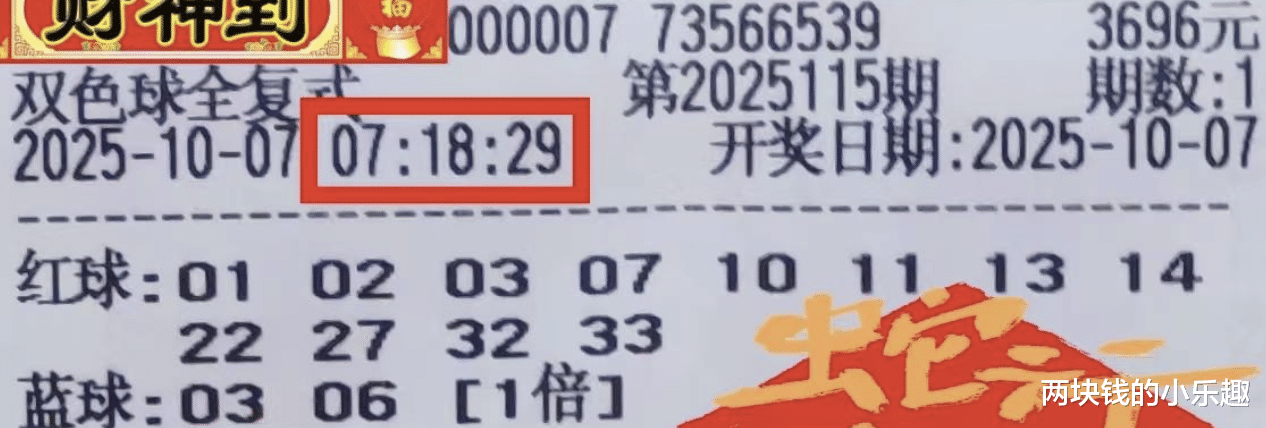 财神到 福
000007 73566539 3696元
双色球全复式 第2025115期 期数:1
2025-10-07 07:18:29 开奖日期:2025-10-07
红球: 01 02 03 07 10 11 13 14
22 27 32 33
蓝球: 03 06 [1倍]
蛇
两块钱的小乐趣